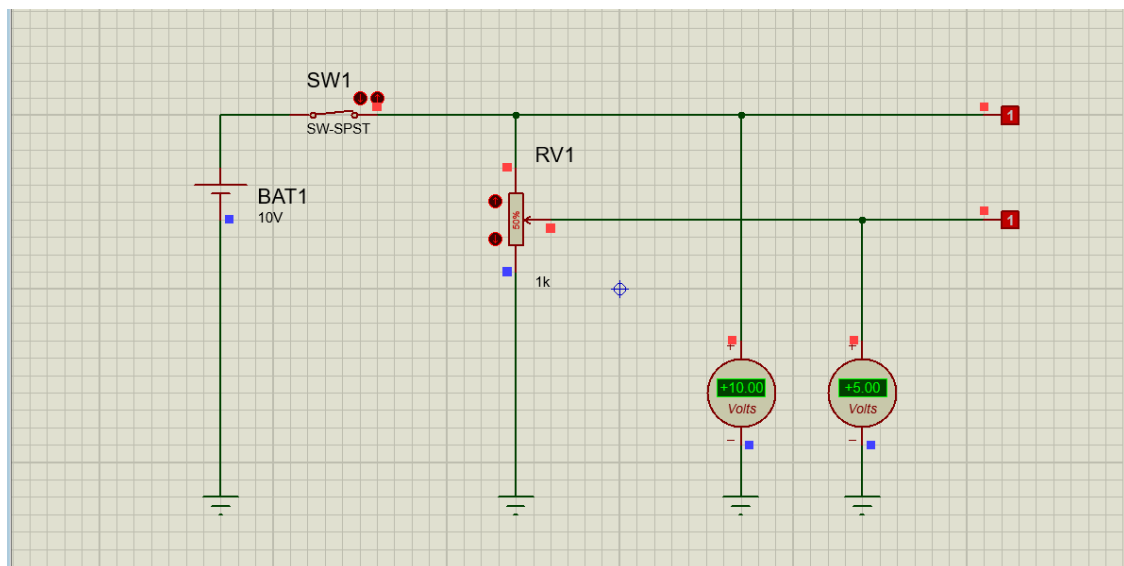 SW1
SW-SPST
1
RV1
BAT1
10V
50%
1
1k
+
+
+10.00
+5.00
Volts
Volts
−
−